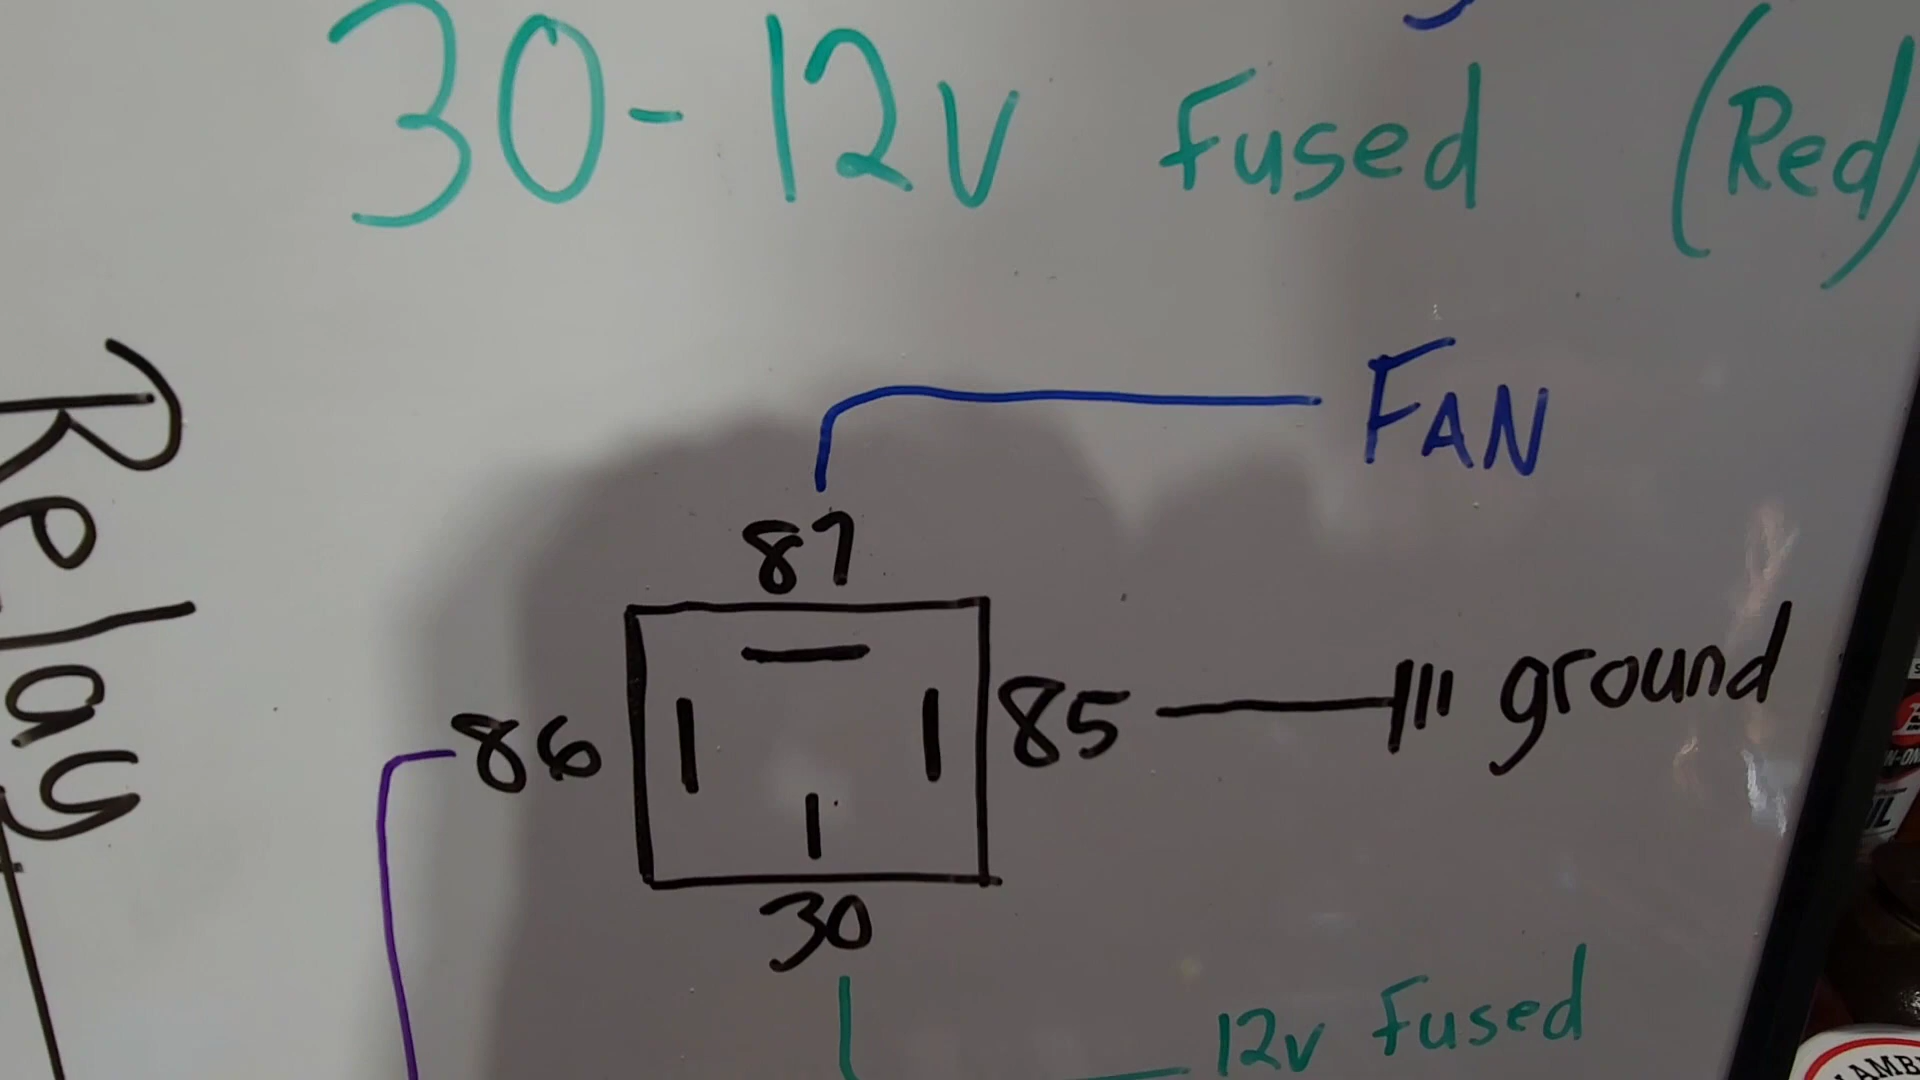 30-12v Fused (Red)
Relay
FAN
87
86
85
ground
30
12v Fused